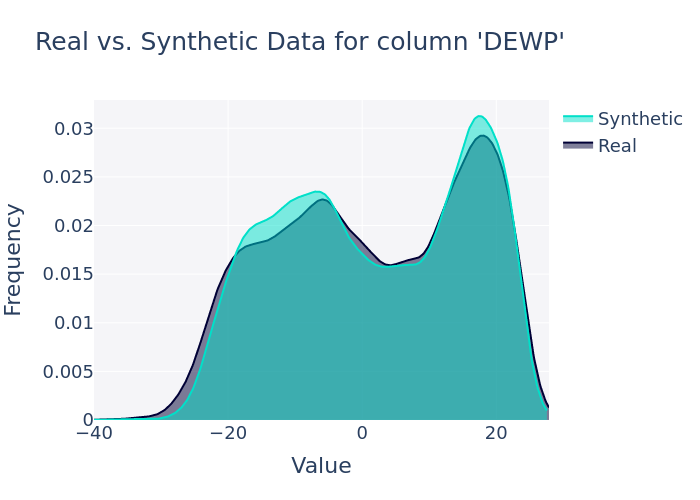 Real vs. Synthetic Data for column 'DEWP'
Synthetic
Real
Frequency
0.03
0.025
0.02
0.015
0.01
0.005
0
−40
−20
0
20
Value